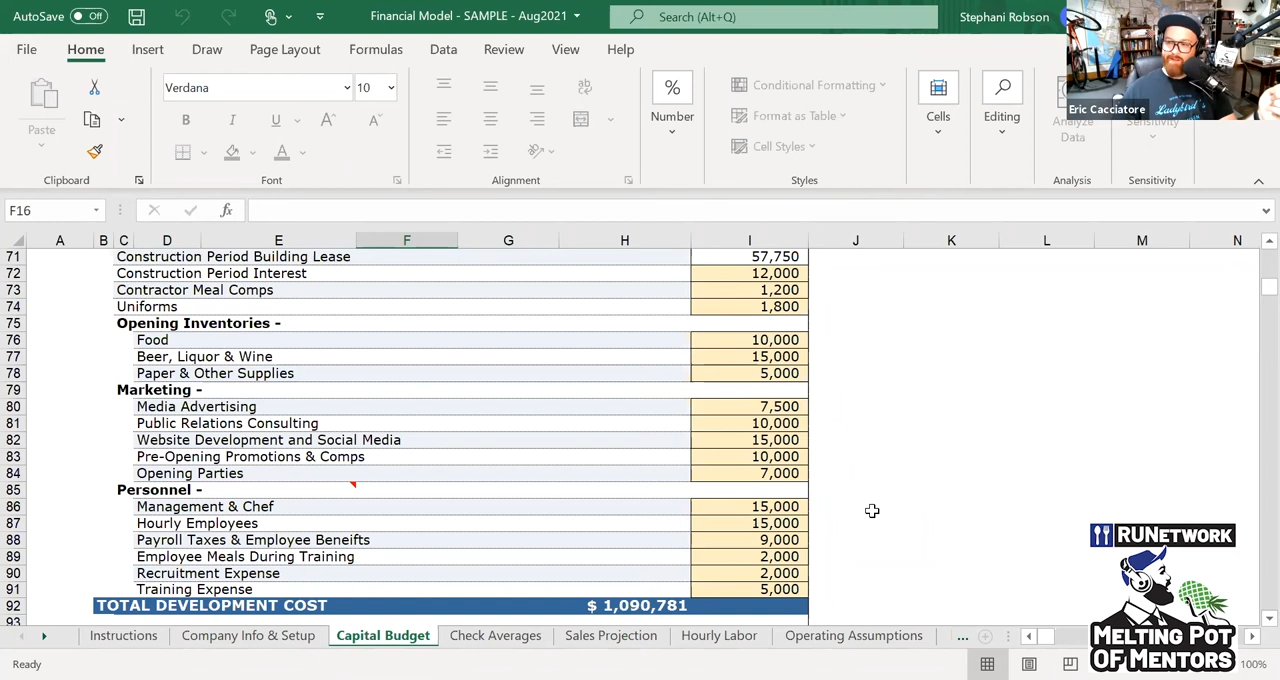 AutoSave Off Financial Model - SAMPLE - Aug2021 Search (Alt+Q) Stephani Robson
File Home Insert Draw Page Layout Formulas Data Review View Help
Eric Cacciatore
Paste
Verdana 10
B I U A A
% Number
Conditional Formatting
Format as Table
Cell Styles
Cells
Editing
Analyze Data
Sensitivity
Clipboard Font Alignment Styles Analysis Sensitivity
F16 fx
A B C D E F G H I J K L M N
71 Construction Period Building Lease 57,750
72 Construction Period Interest 12,000
73 Contractor Meal Comps 1,200
74 Uniforms 1,800
75 Opening Inventories -
76 Food 10,000
77 Beer, Liquor & Wine 15,000
78 Paper & Other Supplies 5,000
79 Marketing -
80 Media Advertising 7,500
81 Public Relations Consulting 10,000
82 Website Development and Social Media 15,000
83 Pre-Opening Promotions & Comps 10,000
84 Opening Parties 7,000
85 Personnel -
86 Management & Chef 15,000
87 Hourly Employees 15,000
88 Payroll Taxes & Employee Beneifts 9,000
89 Employee Meals During Training 2,000
90 Recruitment Expense 2,000
91 Training Expense 5,000
92 TOTAL DEVELOPMENT COST $ 1,090,781
93
RUNETWORK
MELTING POT
OF MENTORS
Instructions Company Info & Setup Capital Budget Check Averages Sales Projection Hourly Labor Operating Assumptions ...
Ready 100%